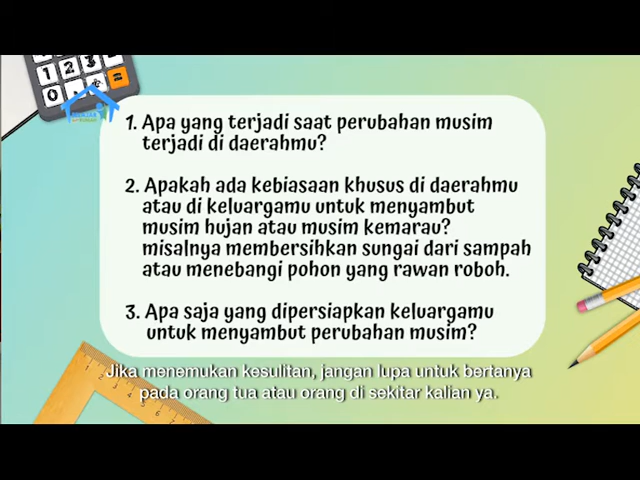 1. Apa yang terjadi saat perubahan musim
terjadi di daerahmu?
2. Apakah ada kebiasaan khusus di daerahmu
atau di keluargamu untuk menyambut
musim hujan atau musim kemarau?
misalnya membersihkan sungai dari sampah
atau menebangi pohon yang rawan roboh.
3. Apa saja yang dipersiapkan keluargamu
untuk menyambut perubahan musim?
Jika menemukan kesulitan, jangan lupa untuk bertanya
pada orang tua atau orang di sekitar kalian ya.